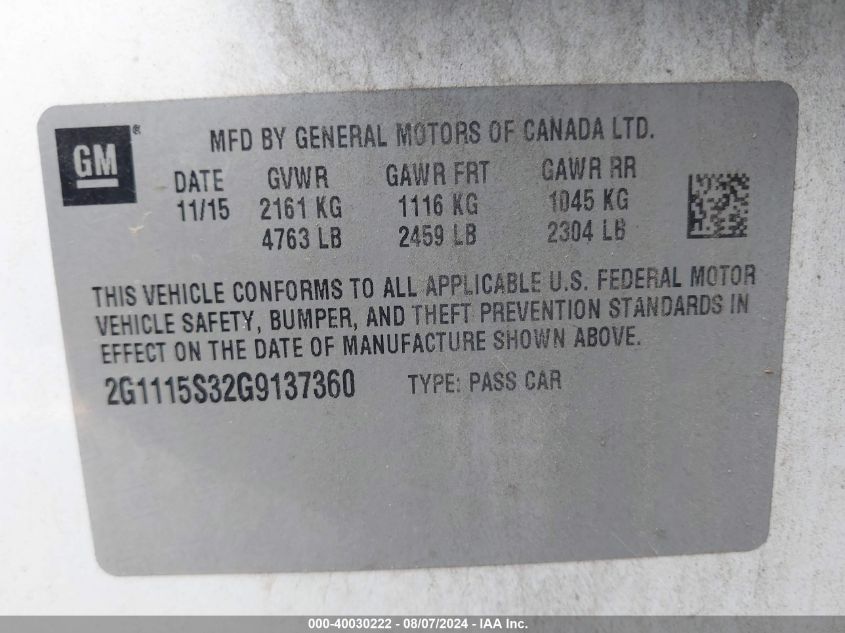 GM®
MFD BY GENERAL MOTORS OF CANADA LTD.
DATE GVWR GAWR FRT GAWR RR
11/15 2161 KG 1116 KG 1045 KG
4763 LB 2459 LB 2304 LB
THIS VEHICLE CONFORMS TO ALL APPLICABLE U.S. FEDERAL MOTOR
VEHICLE SAFETY, BUMPER, AND THEFT PREVENTION STANDARDS IN
EFFECT ON THE DATE OF MANUFACTURE SHOWN ABOVE.
2G1115S32G9137360 TYPE: PASS CAR
000-40030222 - 08/07/2024 - IAA, Inc.